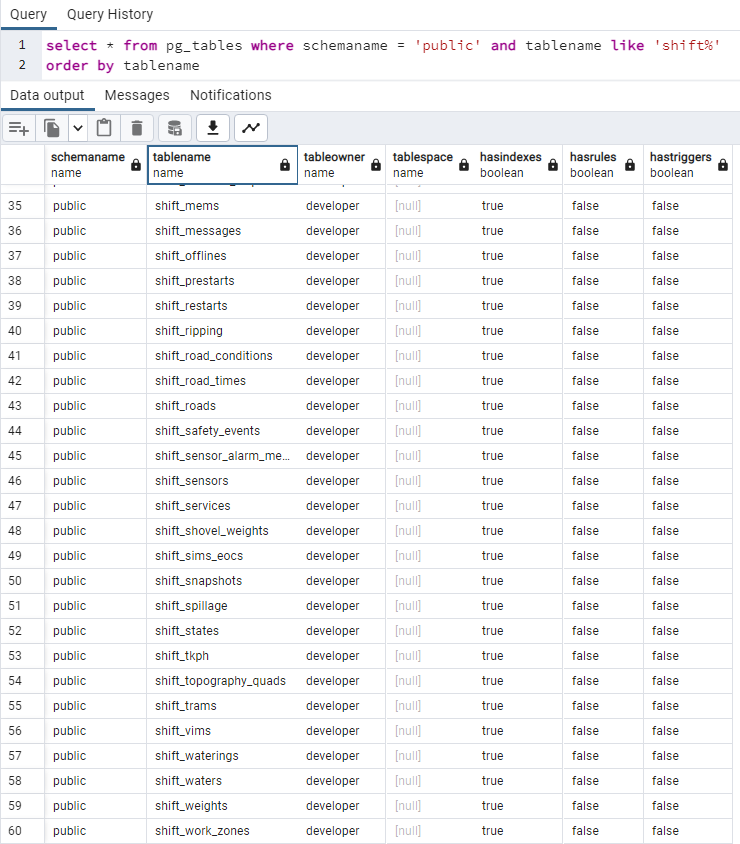 Query Query History
1 select * from pg_tables where schemaname = 'public' and tablename like 'shift%'
2 order by tablename
Data output Messages Notifications
schemaname tablename tableowner tablespace hasindexes hasrules hastriggers
name name name name boolean boolean boolean
35 public shift_mems developer [null] true false false
36 public shift_messages developer [null] true false false
37 public shift_offlines developer [null] true false false
38 public shift_prestarts developer [null] true false false
39 public shift_restarts developer [null] true false false
40 public shift_ripping developer [null] true false false
41 public shift_road_conditions developer [null] true false false
42 public shift_road_times developer [null] true false false
43 public shift_roads developer [null] true false false
44 public shift_safety_events developer [null] true false false
45 public shift_sensor_alarm_me... developer [null] true false false
46 public shift_sensors developer [null] true false false
47 public shift_services developer [null] true false false
48 public shift_shovel_weights developer [null] true false false
49 public shift_sims_eocs developer [null] true false false
50 public shift_snapshots developer [null] true false false
51 public shift_spillage developer [null] true false false
52 public shift_states developer [null] true false false
53 public shift_tkph developer [null] true false false
54 public shift_topography_quads developer [null] true false false
55 public shift_trams developer [null] true false false
56 public shift_vims developer [null] true false false
57 public shift_waterings developer [null] true false false
58 public shift_waters developer [null] true false false
59 public shift_weights developer [null] true false false
60 public shift_work_zones developer [null] true false false